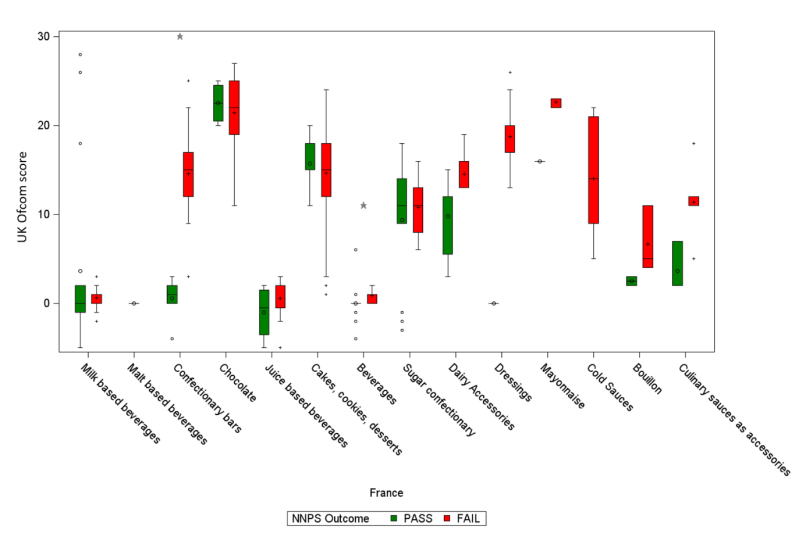 30
20
10
0
UK Ofcom score
Milk based beverages
Malt based beverages
Confectionary bars
Chocolate
Juice based beverages
Cakes, cookies, desserts
Beverages
Sugar confectionary
Dairy Accessories
Dressings
Mayonnaise
Cold Sauces
Bouillon
Culinary sauces as accessories
France
NNPS Outcome PASS FAIL